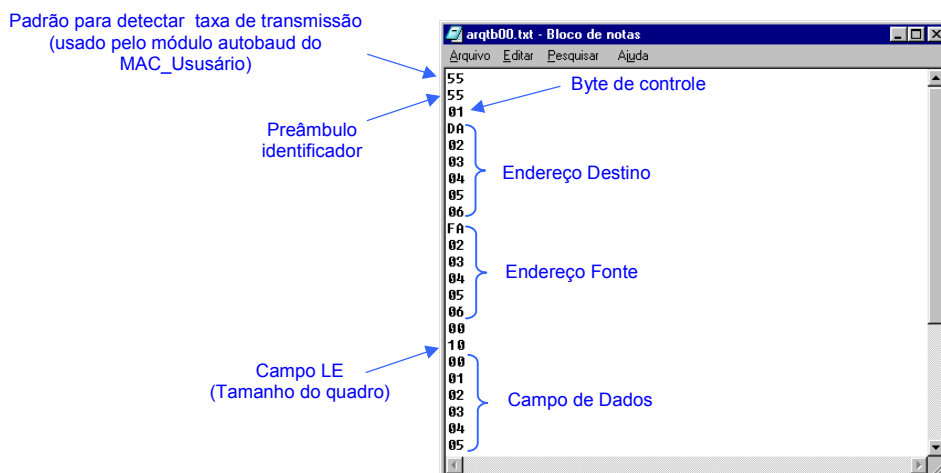 Padrão para detectar taxa de transmissão
(usado pelo módulo autobaud do
MAC_Ususário)
Preâmbulo
identificador
Campo LE
(Tamanho do quadro)
arqtb00.txt - Bloco de notas
Arquivo Editar Pesquisar Ajuda
55
55
01
DA
02
03
04
05
06
FA
02
03
04
05
06
00
10
00
01
02
03
04
05
Byte de controle
Endereço Destino
Endereço Fonte
Campo de Dados